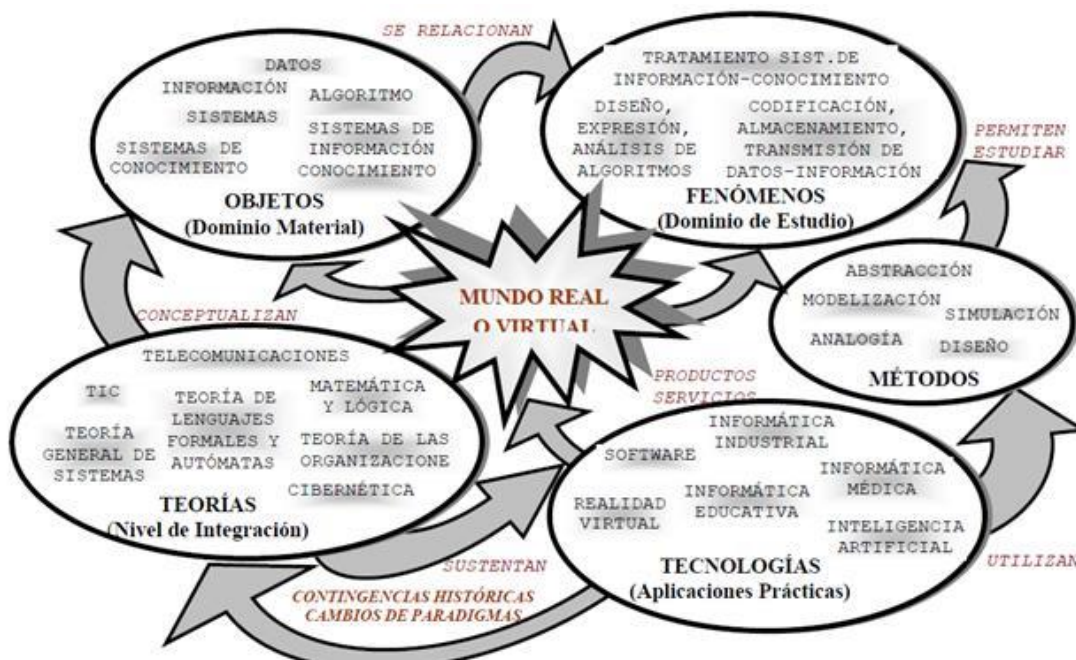 SE RELACIONAN
DATOS
INFORMACIÓN
ALGORITMO
SISTEMAS
SISTEMAS DE
CONOCIMIENTO
SISTEMAS DE
INFORMACIÓN
CONOCIMIENTO
OBJETOS
(Dominio Material)
TRATAMIENTO SIST.DE
INFORMACIÓN-CONOCIMIENTO
DISEÑO,
EXPRESIÓN,
ANÁLISIS DE
ALGORITMOS
CODIFICACIÓN,
ALMACENAMIENTO,
TRANSMISIÓN DE
DATOS-INFORMACIÓN
FENÓMENOS
(Dominio de Estudio)
PERMITEN
ESTUDIAR
MUNDO REAL
O VIRTUAL
ABSTRACCIÓN
MODELIZACIÓN
SIMULACIÓN
ANALOGÍA
DISEÑO
MÉTODOS
CONCEPTUALIZAN
TELECOMUNICACIONES
TIC
TEORÍA DE
LENGUAJES
FORMALES Y
AUTÓMATAS
MATEMÁTICA
Y LÓGICA
TEORÍA
GENERAL DE
SISTEMAS
TEORÍA DE LAS
ORGANIZACIONE
CIBERNÉTICA
TEORÍAS
(Nivel de Integración)
PRODUCTOS
SERVICIOS
INFORMÁTICA
INDUSTRIAL
SOFTWARE
INFORMÁTICA
MÉDICA
REALIDAD
VIRTUAL
INFORMÁTICA
EDUCATIVA
INTELIGENCIA
ARTIFICIAL
TECNOLOGÍAS
(Aplicaciones Prácticas)
UTILIZAN
SUSTENTAN
CONTINGENCIAS HISTÓRICAS
CAMBIOS DE PARADIGMAS